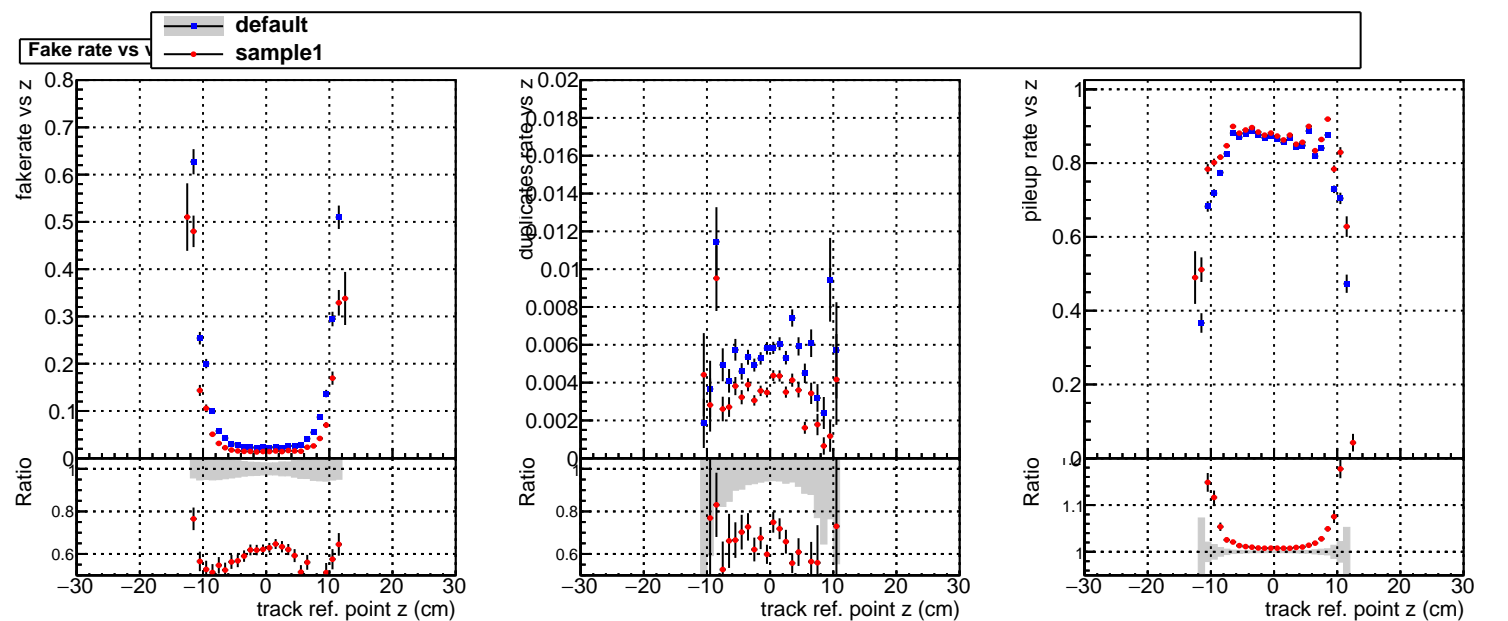 default
sample1
Fake rate vs
fakerate vs z
0.8
0.7
0.6
0.5
0.4
0.3
0.2
0.1
0
Ratio
1
0.8
0.6
−30 −20 −10 0 10 20 30
track ref. point z (cm)
duplicates rate vs z
0.02
0.018
0.016
0.014
0.012
0.01
0.008
0.006
0.004
0.002
0
Ratio
1
0.8
0.6
−30 −20 −10 0 10 20 30
track ref. point z (cm)
pileup rate vs z
1
0.8
0.6
0.4
0.2
0
Ratio
1.1
1
−30 −20 −10 0 10 20 30
track ref. point z (cm)